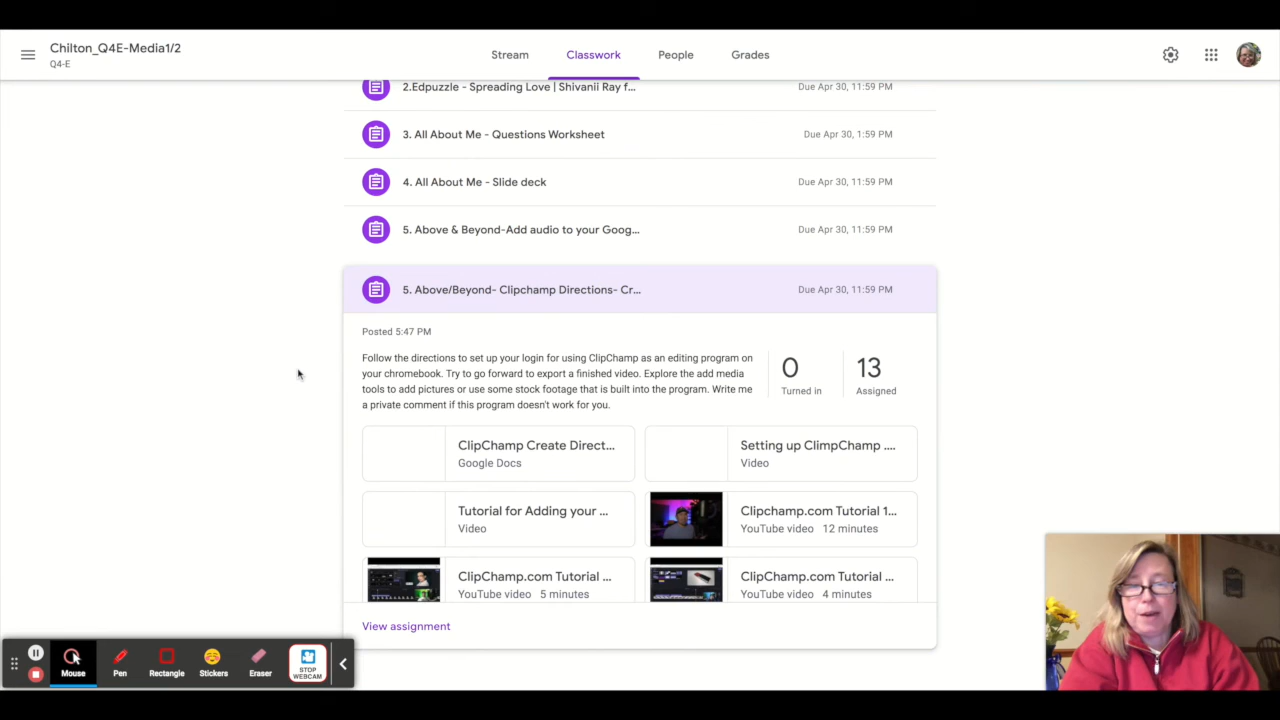 Chilton_Q4E-Media1/2
Q4-E
Stream
Classwork
People
Grades
2.Edpuzzle - Spreading Love | Shivanii Ray f...
Due Apr 30, 11:59 PM
3. All About Me - Questions Worksheet
Due Apr 30, 1:59 PM
4. All About Me - Slide deck
Due Apr 30, 11:59 PM
5. Above & Beyond-Add audio to your Goog...
Due Apr 30, 11:59 PM
5. Above/Beyond- Clipchamp Directions- Cr...
Due Apr 30, 11:59 PM
Posted 5:47 PM
Follow the directions to set up your login for using ClipChamp as an editing program on
your chromebook. Try to go forward to export a finished video. Explore the add media
tools to add pictures or use some stock footage that is built into the program. Write me
a private comment if this program doesn't work for you.
0
Turned in
13
Assigned
ClipChamp Create Direct...
Google Docs
Setting up ClimpChamp ....
Video
Tutorial for Adding your ...
Video
Clipchamp.com Tutorial 1...
YouTube video 12 minutes
ClipChamp.com Tutorial ...
YouTube video 5 minutes
ClipChamp.com Tutorial ...
YouTube video 4 minutes
View assignment
Mouse
Pen
Rectangle
Stickers
Eraser
STOP
WEBCAM